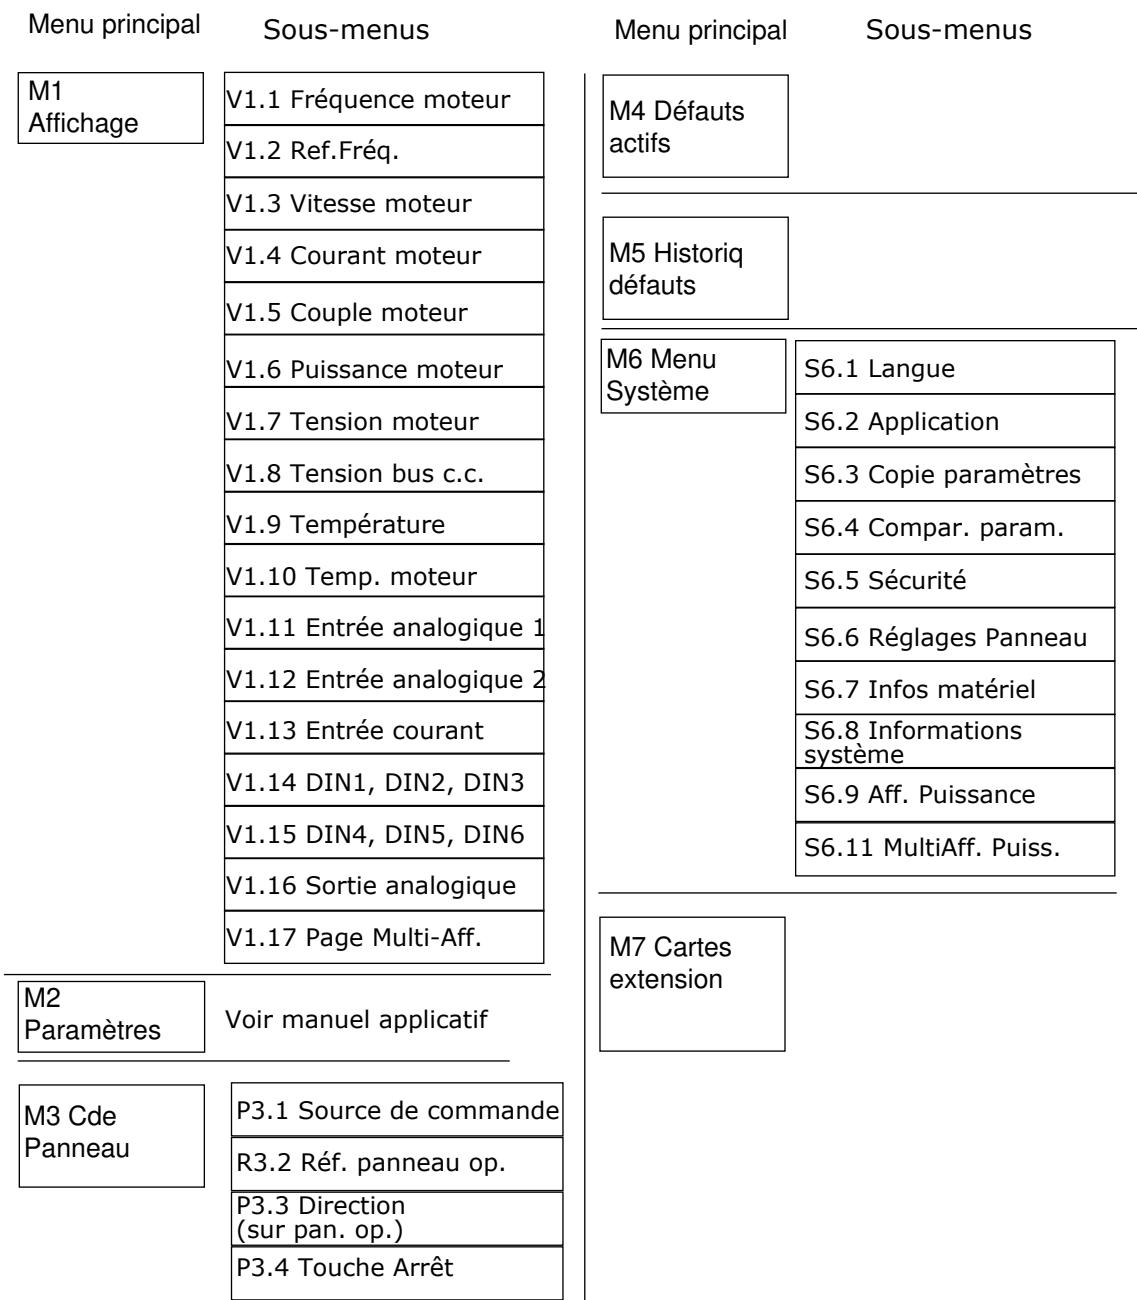 Menu principal
Sous-menus
M1
Affichage
V1.1 Fréquence moteur
V1.2 Ref.Fréq.
V1.3 Vitesse moteur
V1.4 Courant moteur
V1.5 Couple moteur
V1.6 Puissance moteur
V1.7 Tension moteur
V1.8 Tension bus c.c.
V1.9 Température
V1.10 Temp. moteur
V1.11 Entrée analogique 1
V1.12 Entrée analogique 2
V1.13 Entrée courant
V1.14 DIN1, DIN2, DIN3
V1.15 DIN4, DIN5, DIN6
V1.16 Sortie analogique
V1.17 Page Multi-Aff.
M2
Paramètres
Voir manuel applicatif
M3 Cde
Panneau
P3.1 Source de commande
R3.2 Réf. panneau op.
P3.3 Direction
(sur pan. op.)
P3.4 Touche Arrêt
Menu principal
Sous-menus
M4 Défauts
actifs
M5 Historiq
défauts
M6 Menu
Système
S6.1 Langue
S6.2 Application
S6.3 Copie paramètres
S6.4 Compar. param.
S6.5 Sécurité
S6.6 Réglages Panneau
S6.7 Infos matériel
S6.8 Informations
système
S6.9 Aff. Puissance
S6.11 MultiAff. Puiss.
M7 Cartes
extension